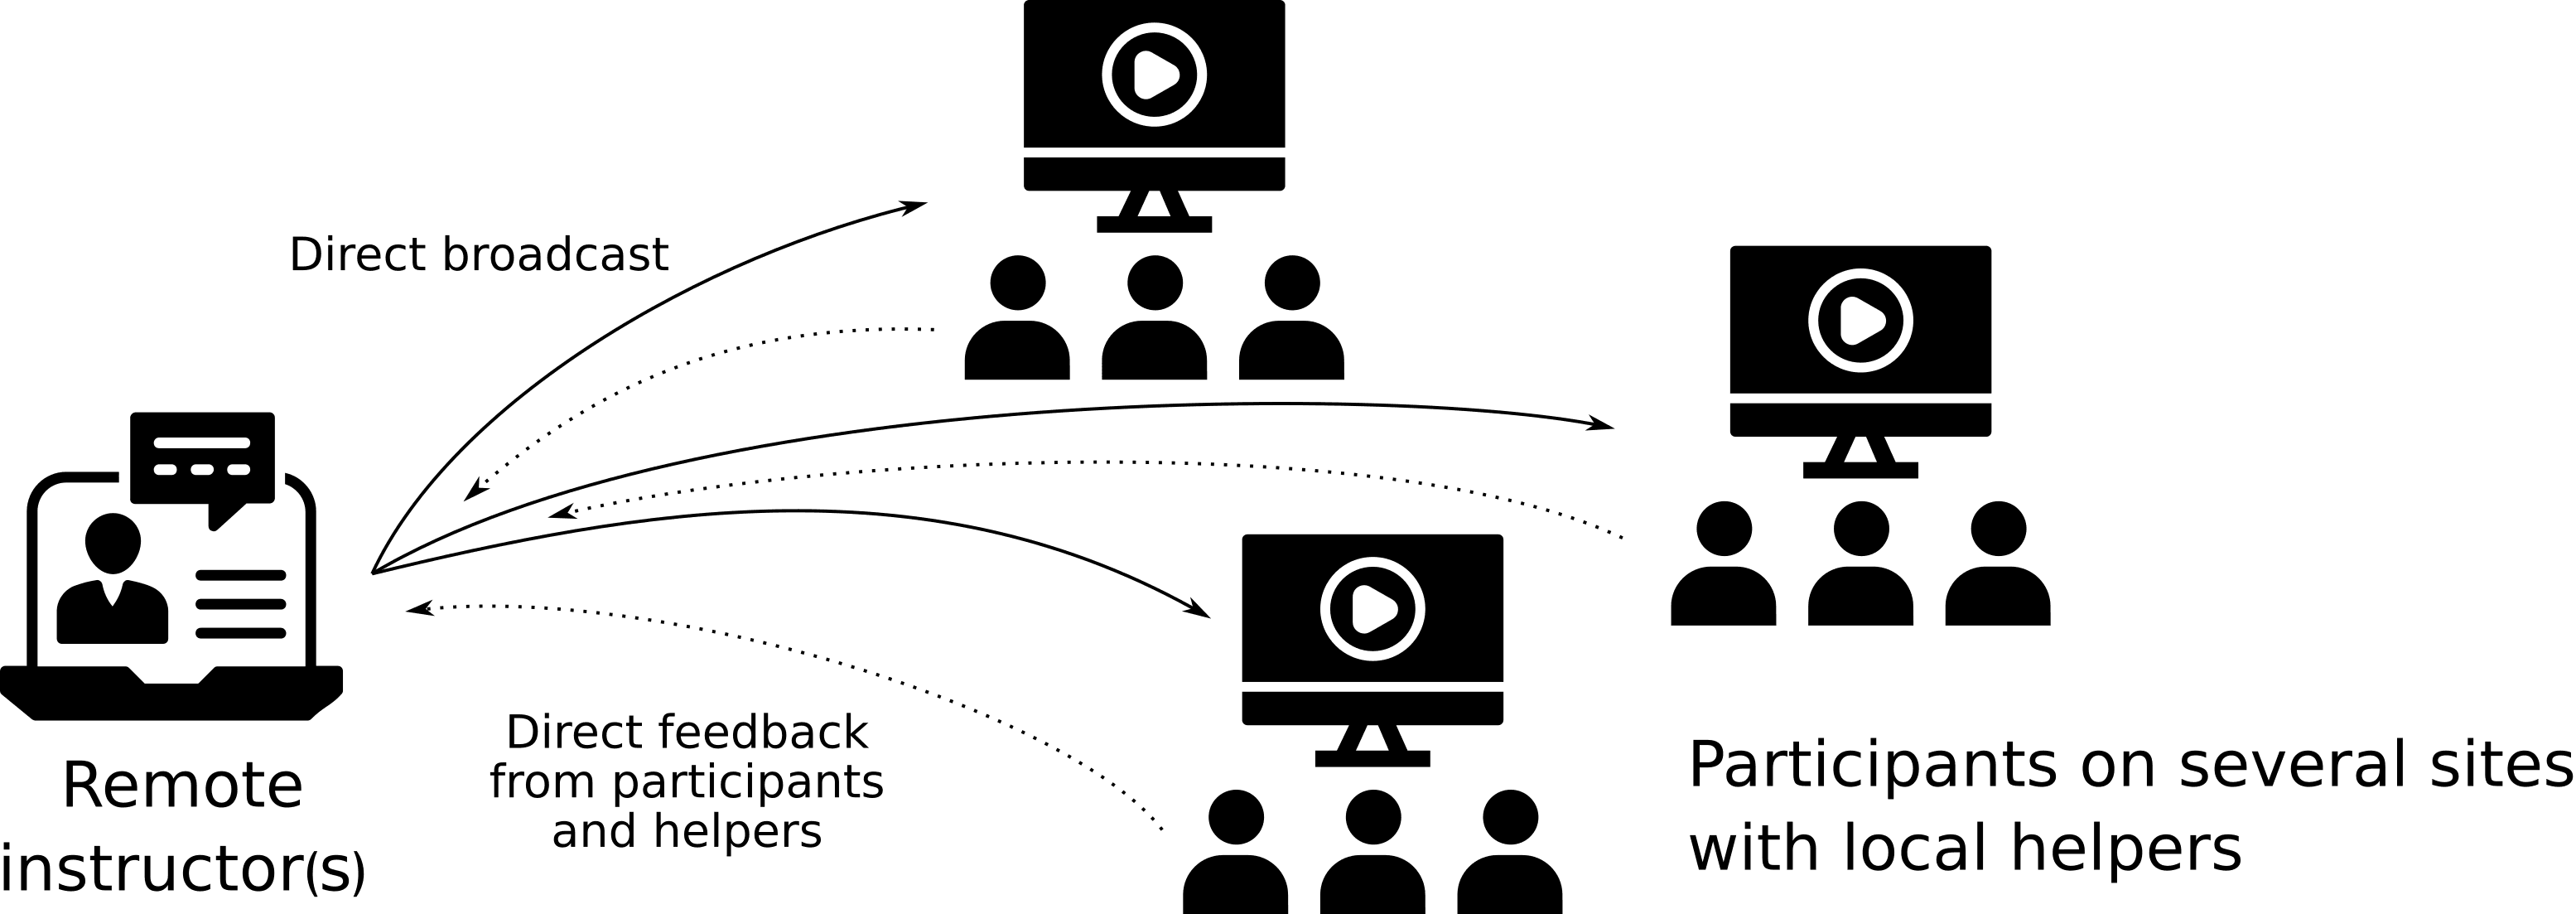 Direct broadcast
Remote
instructor(s)
Direct feedback
from participants
and helpers
Participants on several sites
with local helpers